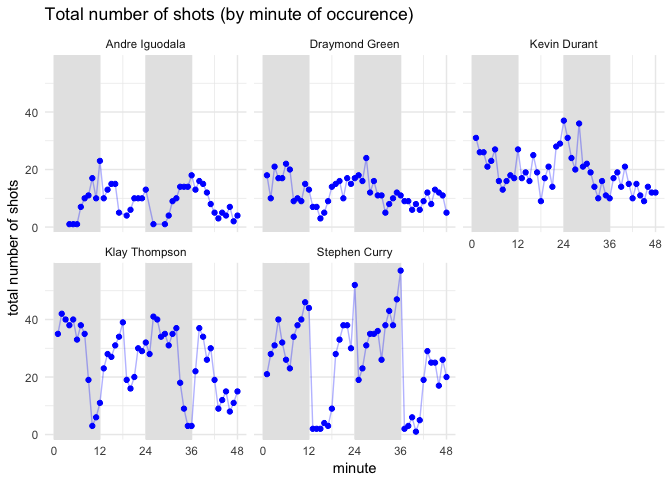 Total number of shots (by minute of occurence)
Andre Iguodala
Draymond Green
Kevin Durant
40
20
0
0 12 24 36 48
total number of shots
Klay Thompson
Stephen Curry
40
20
0
0 12 24 36 48
0 12 24 36 48
minute